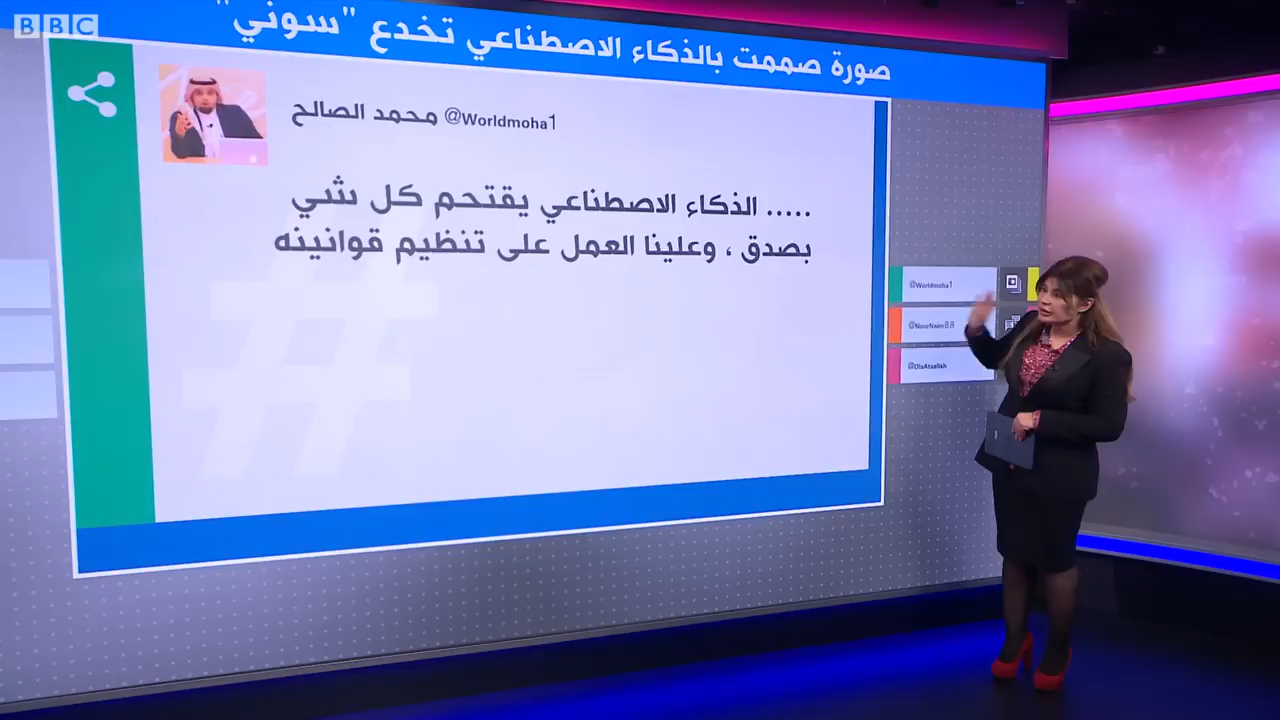 BBC
صورة صممت بالذكاء الاصطناعي تخدع "سوني"
محمد الصالح @Worldmoha1
..... الذكاء الاصطناعي يقتحم كل شي
بصدق ، وعلينا العمل على تنظيم قوانينه
@Worldmoha1
@NourNaim88
@OlaAtaallah